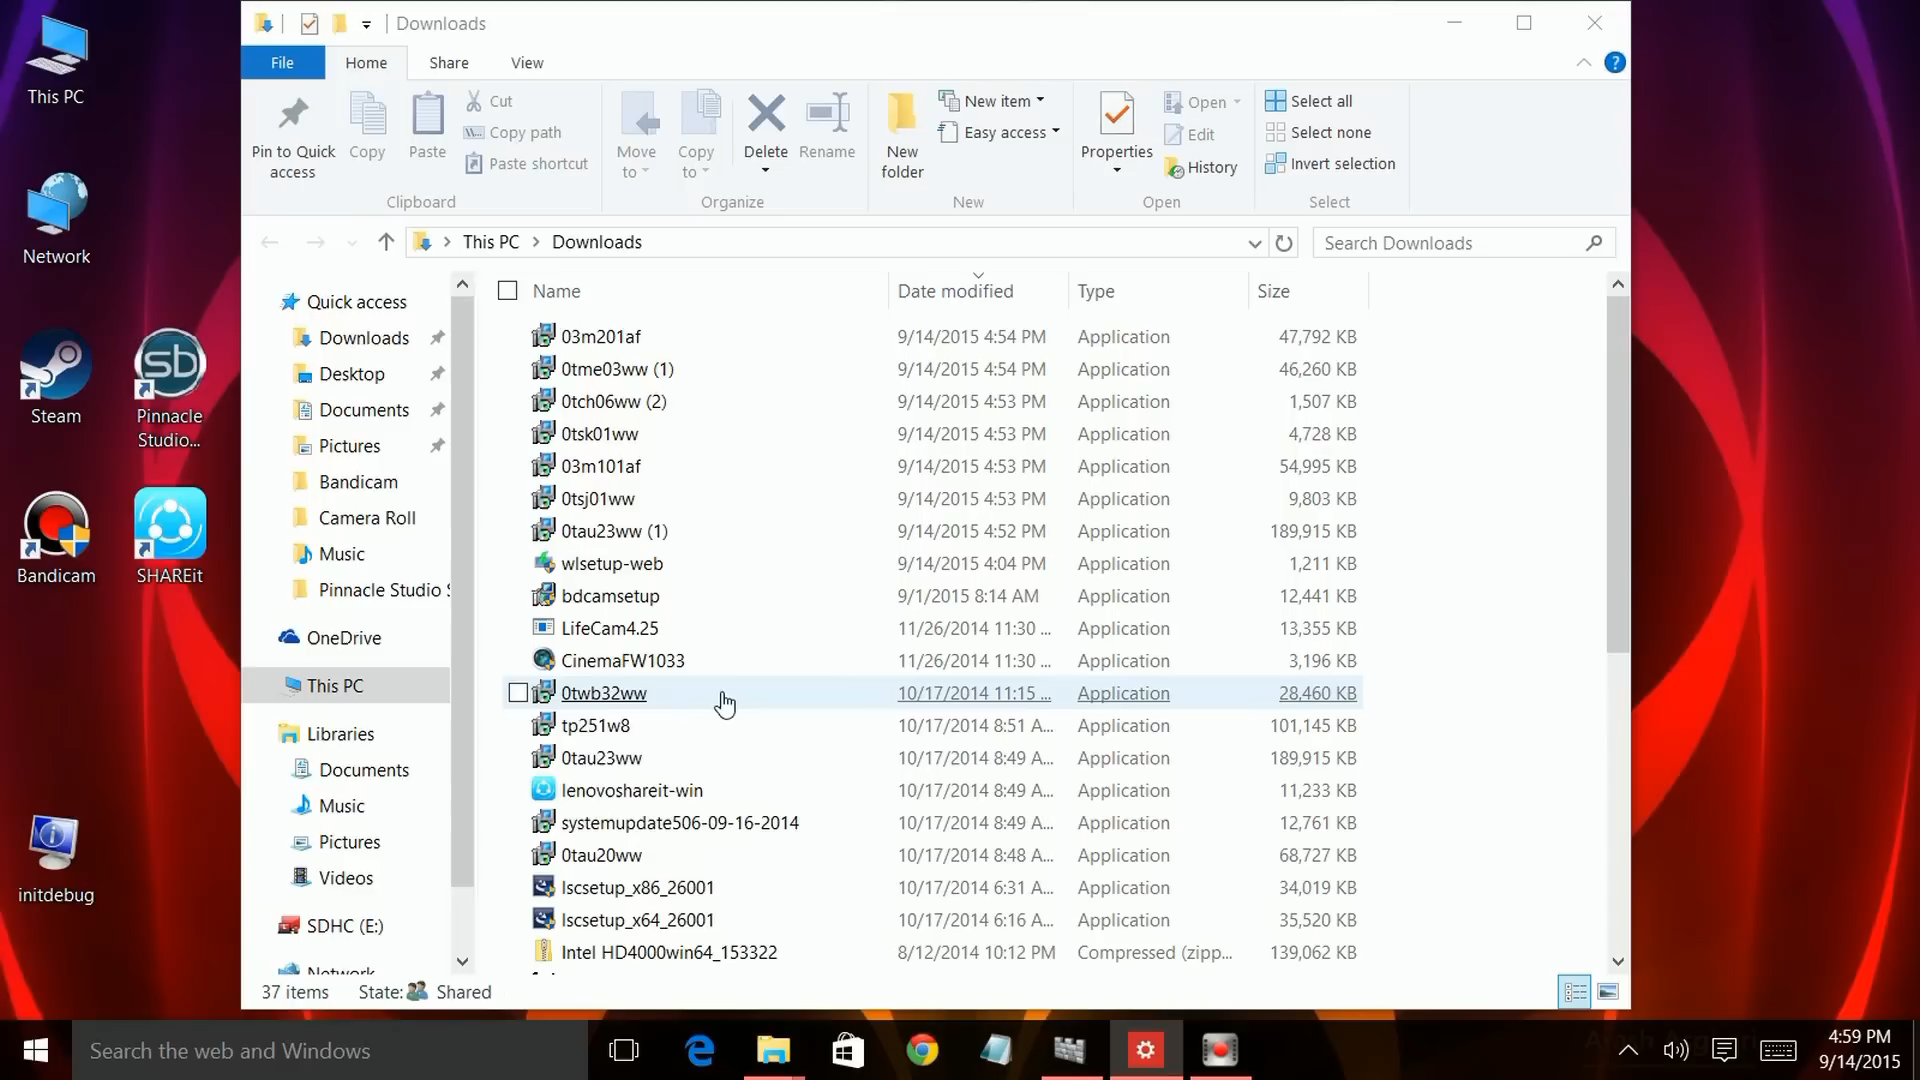 Downloads
File
Home
Share
View
Pin to Quick access
Copy
Paste
Cut
Copy path
Paste shortcut
Clipboard
Move to
Copy to
Delete
Rename
Organize
New folder
New item
Easy access
New
Properties
Open
Edit
History
Open
Select all
Select none
Invert selection
Select
This PC > Downloads
Search Downloads
Quick access
Downloads
Desktop
Documents
Pictures
Bandicam
Camera Roll
Music
Pinnacle Studio S
OneDrive
This PC
Libraries
Documents
Music
Pictures
Videos
SDHC (E:)
Network
Name Date modified Type Size
03m201af 9/14/2015 4:54 PM Application 47,792 KB
0tme03ww (1) 9/14/2015 4:54 PM Application 46,260 KB
0tch06ww (2) 9/14/2015 4:53 PM Application 1,507 KB
0tsk01ww 9/14/2015 4:53 PM Application 4,728 KB
03m101af 9/14/2015 4:53 PM Application 54,995 KB
0tsj01ww 9/14/2015 4:53 PM Application 9,803 KB
0tau23ww (1) 9/14/2015 4:52 PM Application 189,915 KB
wlsetup-web 9/14/2015 4:04 PM Application 1,211 KB
bdcamsetup 9/1/2015 8:14 AM Application 12,441 KB
LifeCam4.25 11/26/2014 11:30 ... Application 13,355 KB
CinemaFW1033 11/26/2014 11:30 ... Application 3,196 KB
0twb32ww 10/17/2014 11:15 ... Application 28,460 KB
tp251w8 10/17/2014 8:51 A... Application 101,145 KB
0tau23ww 10/17/2014 8:49 A... Application 189,915 KB
lenovoshareit-win 10/17/2014 8:49 A... Application 11,233 KB
systemupdate506-09-16-2014 10/17/2014 8:49 A... Application 12,761 KB
0tau20ww 10/17/2014 8:48 A... Application 68,727 KB
lscsetup_x86_26001 10/17/2014 6:31 A... Application 34,019 KB
lscsetup_x64_26001 10/17/2014 6:16 A... Application 35,520 KB
Intel HD4000win64_153322 8/12/2014 10:12 PM Compressed (zipp... 139,062 KB
37 items State: Shared
This PC
Network
Steam
Pinnacle
Studio...
Bandicam
SHAREit
initdebug
Search the web and Windows
4:59 PM
9/14/2015